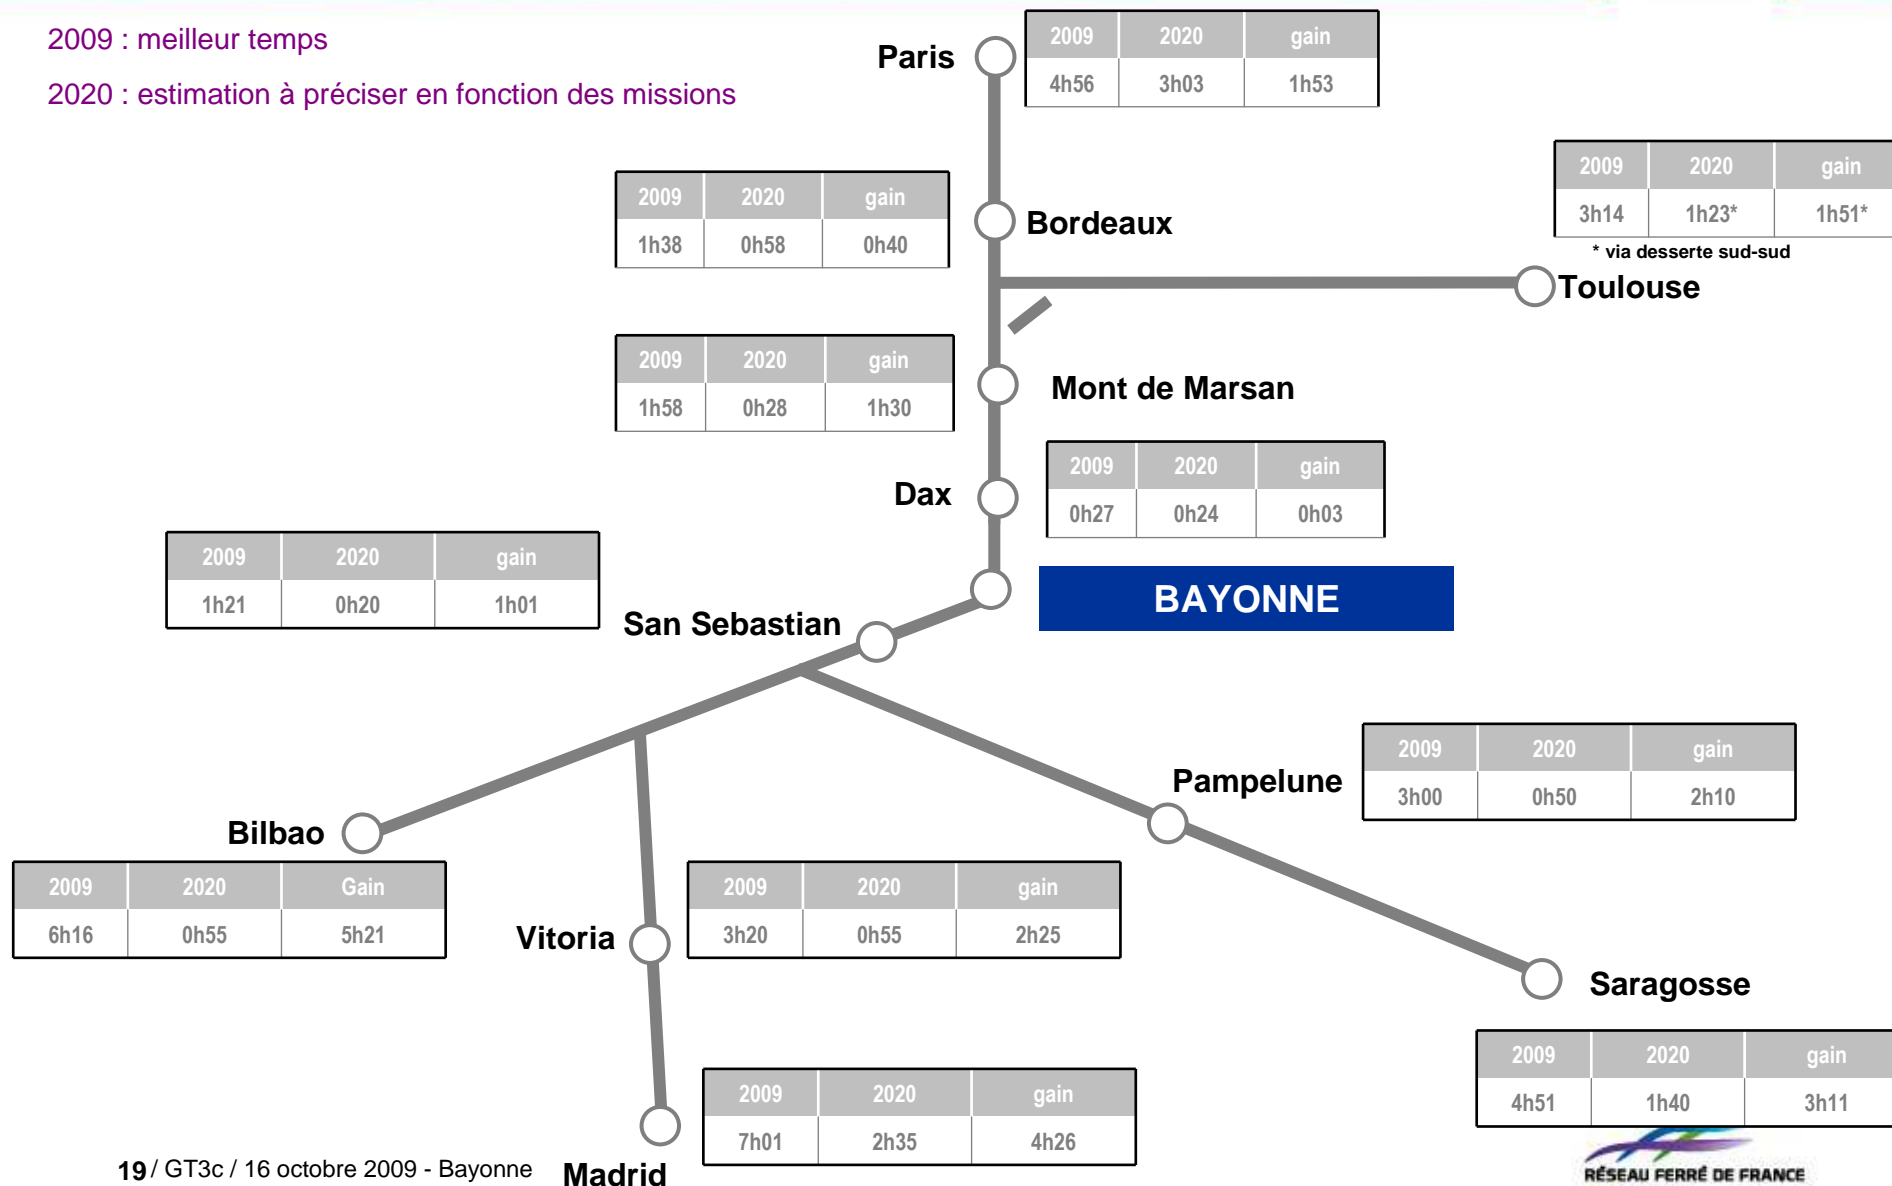 2009 : meilleur temps
2020 : estimation à préciser en fonction des missions
Paris
2009 2020 gain
4h56 3h03 1h53
2009 2020 gain
3h14 1h23* 1h51*
* via desserte sud-sud
Toulouse
2009 2020 gain
1h38 0h58 0h40
Bordeaux
2009 2020 gain
1h58 0h28 1h30
Mont de Marsan
Dax
2009 2020 gain
0h27 0h24 0h03
2009 2020 gain
1h21 0h20 1h01
San Sebastian
BAYONNE
Pampelune
2009 2020 gain
3h00 0h50 2h10
Bilbao
2009 2020 Gain
6h16 0h55 5h21
Vitoria
2009 2020 gain
3h20 0h55 2h25
Saragosse
2009 2020 gain
4h51 1h40 3h11
2009 2020 gain
7h01 2h35 4h26
Madrid
19 / GT3c / 16 octobre 2009 - Bayonne
RÉSEAU FERRÉ DE FRANCE